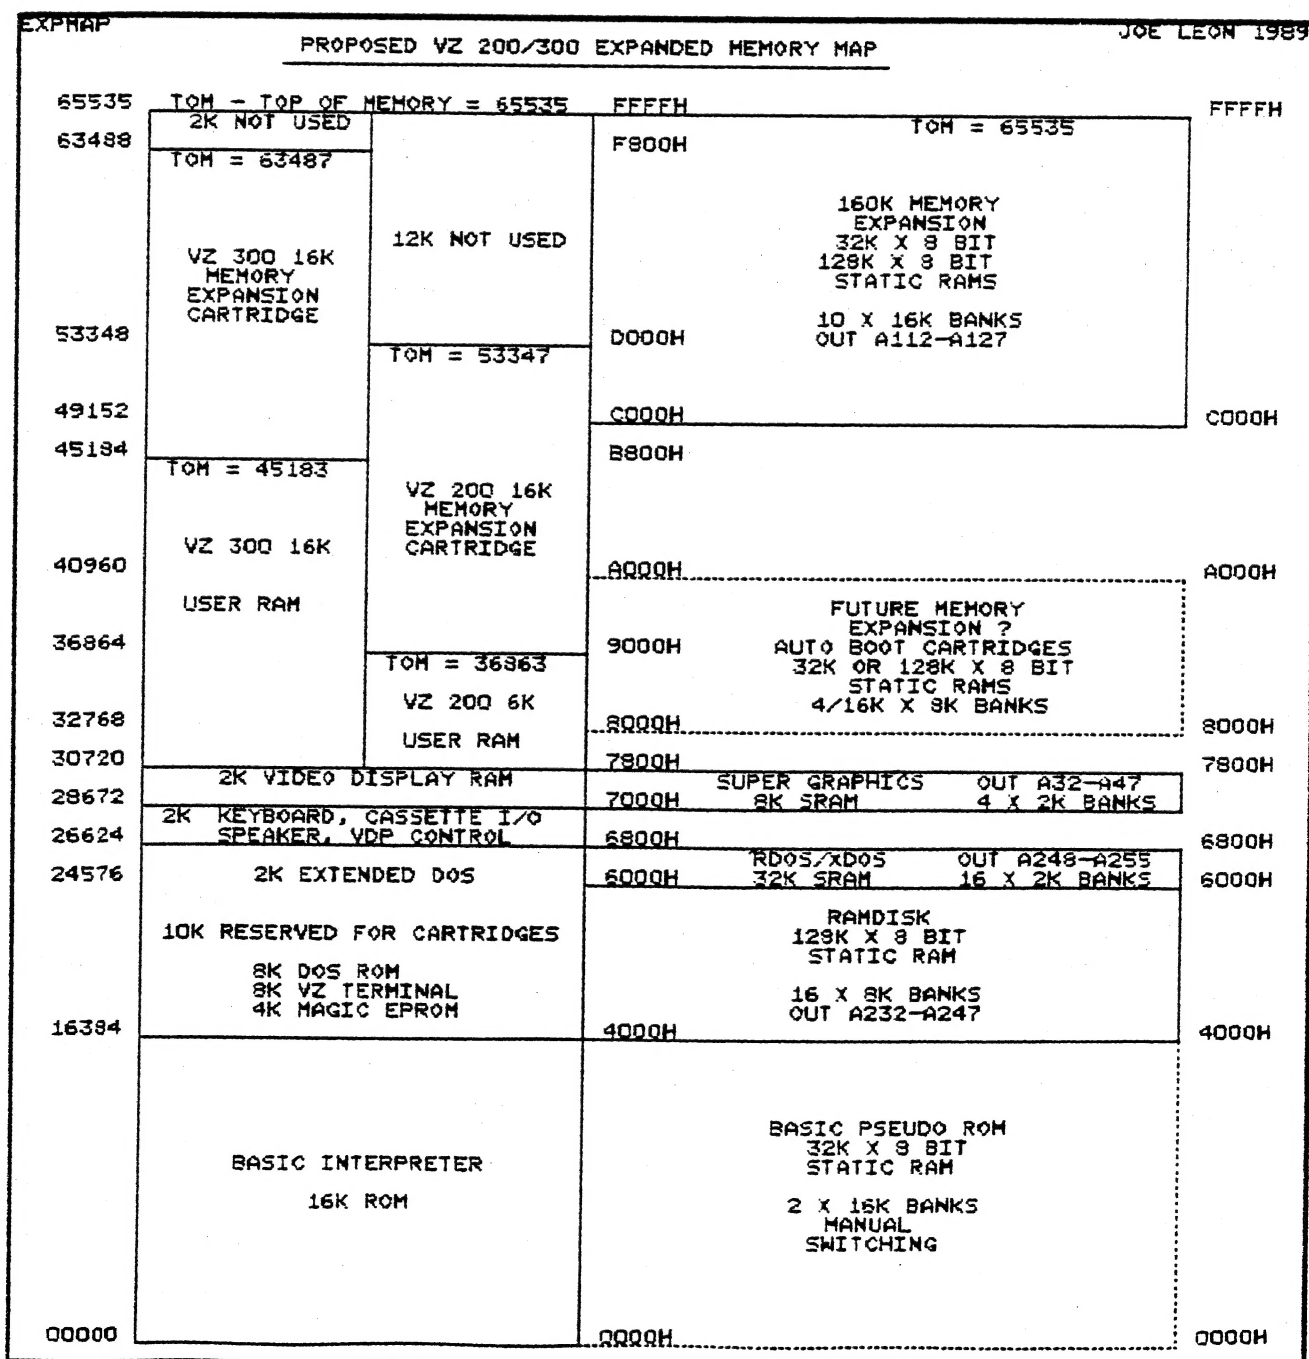 EXPMAP
JOE LEON 1989
PROPOSED VZ 200/300 EXPANDED MEMORY MAP
65535
TOM - TOP OF MEMORY = 65535
FFFFH
FFFFH
2K NOT USED
TOM = 65535
63488
F800H
TOM = 63487
VZ 300 16K
MEMORY
EXPANSION
CARTRIDGE
12K NOT USED
160K MEMORY
EXPANSION
32K X 8 BIT
128K X 8 BIT
STATIC RAMS
10 X 16K BANKS
OUT A112-A127
53348
D000H
TOM = 53347
49152
C000H
C000H
45184
B800H
TOM = 45183
VZ 300 16K
USER RAM
VZ 200 16K
MEMORY
EXPANSION
CARTRIDGE
40960
A000H
A000H
FUTURE MEMORY
EXPANSION ?
AUTO BOOT CARTRIDGES
32K OR 128K X 8 BIT
STATIC RAMS
4/16K X 8K BANKS
36864
9000H
TOM = 36863
VZ 200 6K
USER RAM
32768
8000H
8000H
30720
7800H
7800H
2K VIDEO DISPLAY RAM
SUPER GRAPHICS OUT A32-A47
8K SRAM 4 X 2K BANKS
28672
7000H
2K KEYBOARD, CASSETTE I/O
SPEAKER, VDP CONTROL
26624
6800H
6800H
RDOS/XDOS OUT A248-A255
32K SRAM 16 X 2K BANKS
24576
2K EXTENDED DOS
6000H
6000H
10K RESERVED FOR CARTRIDGES
8K DOS ROM
8K VZ TERMINAL
4K MAGIC EPROM
RAMDISK
128K X 8 BIT
STATIC RAM
16 X 8K BANKS
OUT A232-A247
16384
4000H
4000H
BASIC INTERPRETER
16K ROM
BASIC PSEUDO ROM
32K X 8 BIT
STATIC RAM
2 X 16K BANKS
MANUAL
SWITCHING
00000
0000H
0000H